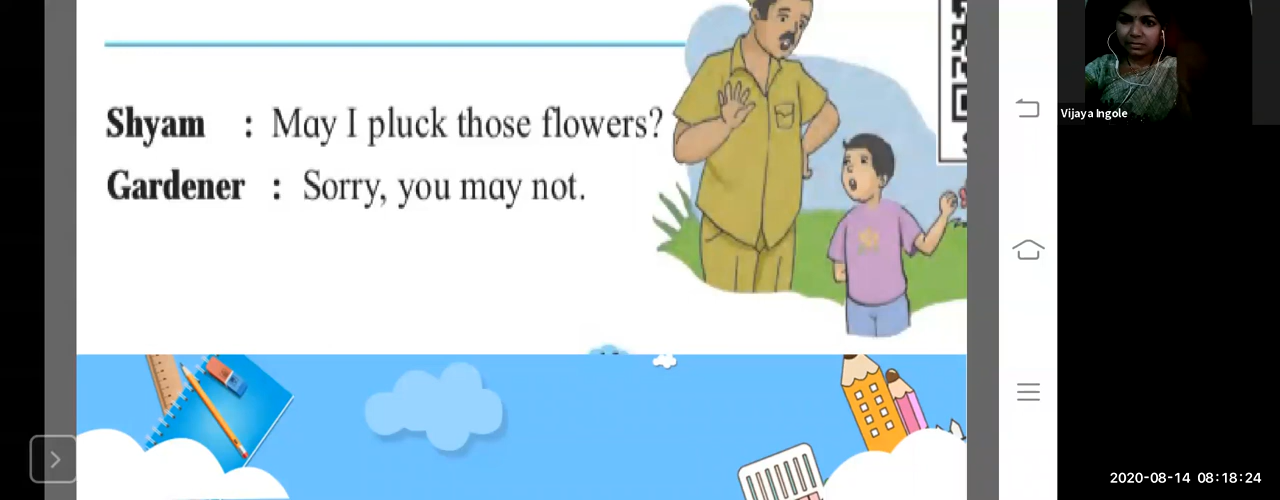 Shyam : May I pluck those flowers?
Gardener : Sorry, you may not.
Vijaya Ingole
2020-08-14 08:18:24